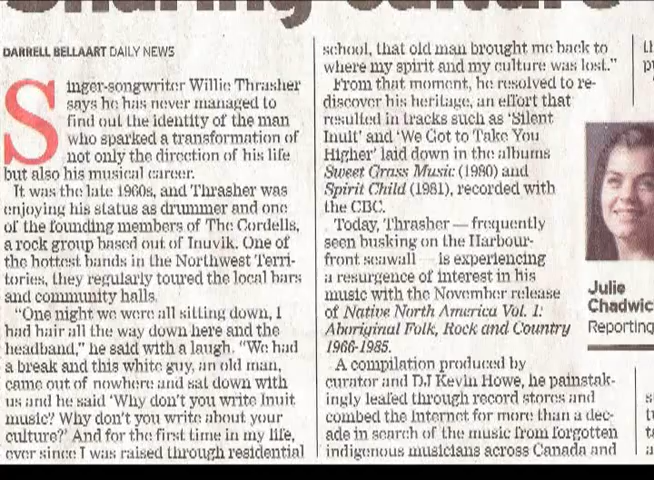 Sharing culture
DARRELL BELLAART DAILY NEWS
Singer-songwriter Willie Thrasher
says he has never managed to
find out the identity of the man
who sparked a transformation of
not only the direction of his life
but also his musical career.
It was the late 1960s, and Thrasher was
enjoying his status as drummer and one
of the founding members of The Cordells,
a rock group based out of Inuvik. One of
the hottest bands in the Northwest Terri-
tories, they regularly toured the local bars
and community halls.
"One night we were all sitting down, I
had hair all the way down here and the
headband," he said with a laugh. "We had
a break and this white guy, an old man,
came out of nowhere and sat down with
us and he said 'Why don't you write Inuit
music? Why don't you write about your
culture?' And for the first time in my life,
ever since I was raised through residential
school, that old man brought me back to
where my spirit and my culture was lost."
From that moment, he resolved to re-
discover his heritage, an effort that
resulted in tracks such as 'Silent
Inuit' and 'We Got to Take You
Higher' laid down in the albums
Sweet Grass Music (1980) and
Spirit Child (1981), recorded with
the CBC.
Today, Thrasher — frequently
seen busking on the Harbour-
front seawall — is experiencing
a resurgence of interest in his
music with the November release
of Native North America Vol. 1:
Aboriginal Folk, Rock and Country
1966-1985.
A compilation produced by
curator and DJ Kevin Howe, he painstak-
ingly leafed through record stores and
combed the Internet for more than a dec-
ade in search of the music from forgotten
indigenous musicians across Canada and
Julie
Chadwic
Reporting